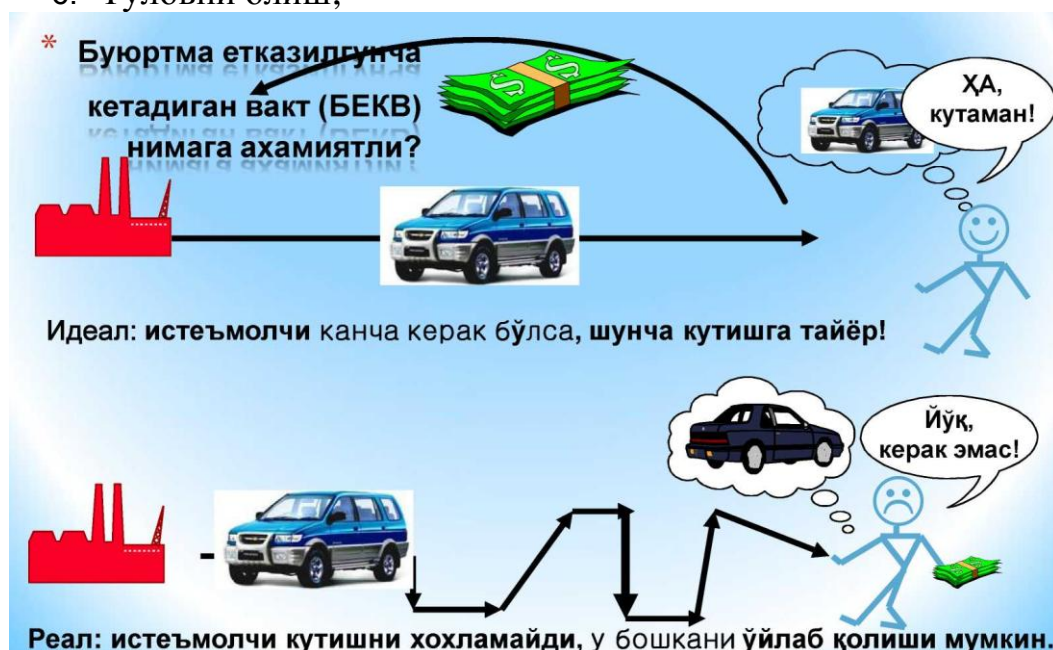 * Буюртма етказилгунча
кетадиган вакт (БЕКВ)
нимага ахамиятли?
ҲА,
кутаман!
Идеал: истеъмолчи канча керак бўлса, шунча кутишга тайёр!
Йўқ,
керак эмас!
Реал: истеъмолчи кутишни хохламайди, у бошкани ўйлаб қолиши мумкин.